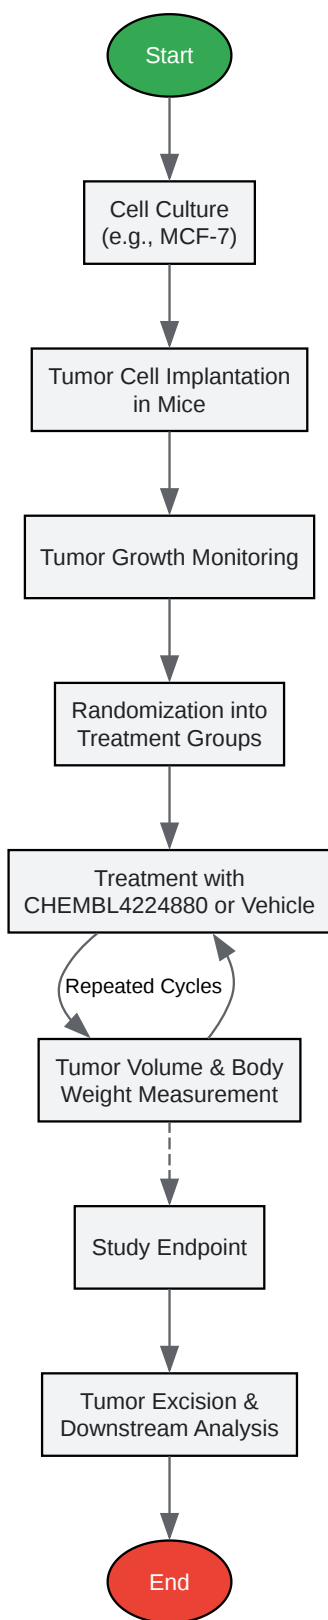 Start
Cell Culture
(e.g., MCF-7)
Tumor Cell Implantation
in Mice
Tumor Growth Monitoring
Randomization into
Treatment Groups
Treatment with
CHEMBL4224880 or Vehicle
Repeated Cycles
Tumor Volume & Body
Weight Measurement
Study Endpoint
Tumor Excision &
Downstream Analysis
End